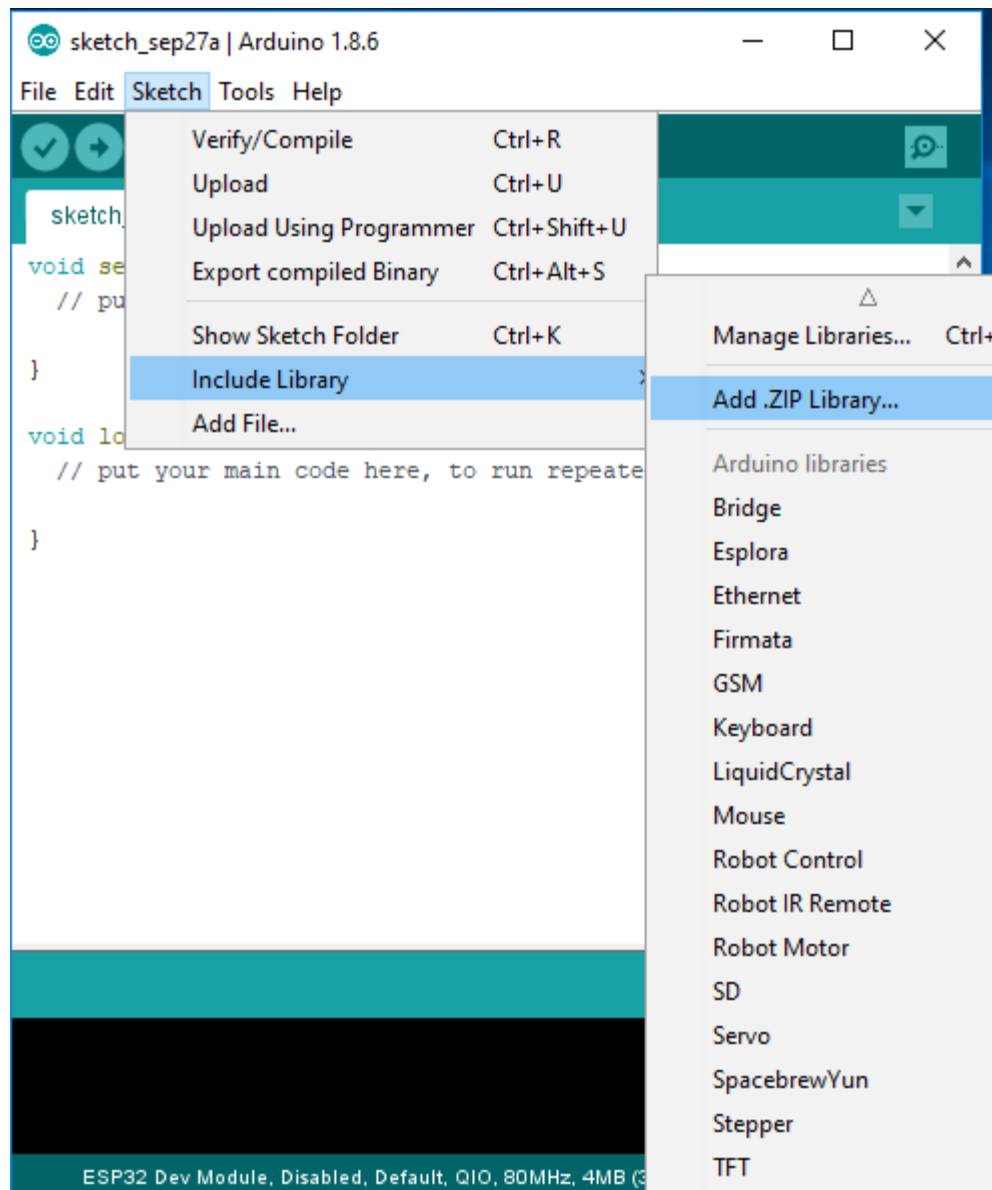 sketch_sep27a | Arduino 1.8.6
File Edit Sketch Tools Help
Verify/Compile Ctrl+R
Upload Ctrl+U
sketch_
Upload Using Programmer Ctrl+Shift+U
void se
Export compiled Binary Ctrl+Alt+S
// pu
Show Sketch Folder Ctrl+K
}
Include Library
Add File...
void lo
// put your main code here, to run repeate
}
Manage Libraries... Ctrl+
Add .ZIP Library...
Arduino libraries
Bridge
Esplora
Ethernet
Firmata
GSM
Keyboard
LiquidCrystal
Mouse
Robot Control
Robot IR Remote
Robot Motor
SD
Servo
SpacebrewYun
Stepper
TFT
ESP32 Dev Module, Disabled, Default, QIO, 80MHz, 4MB (3